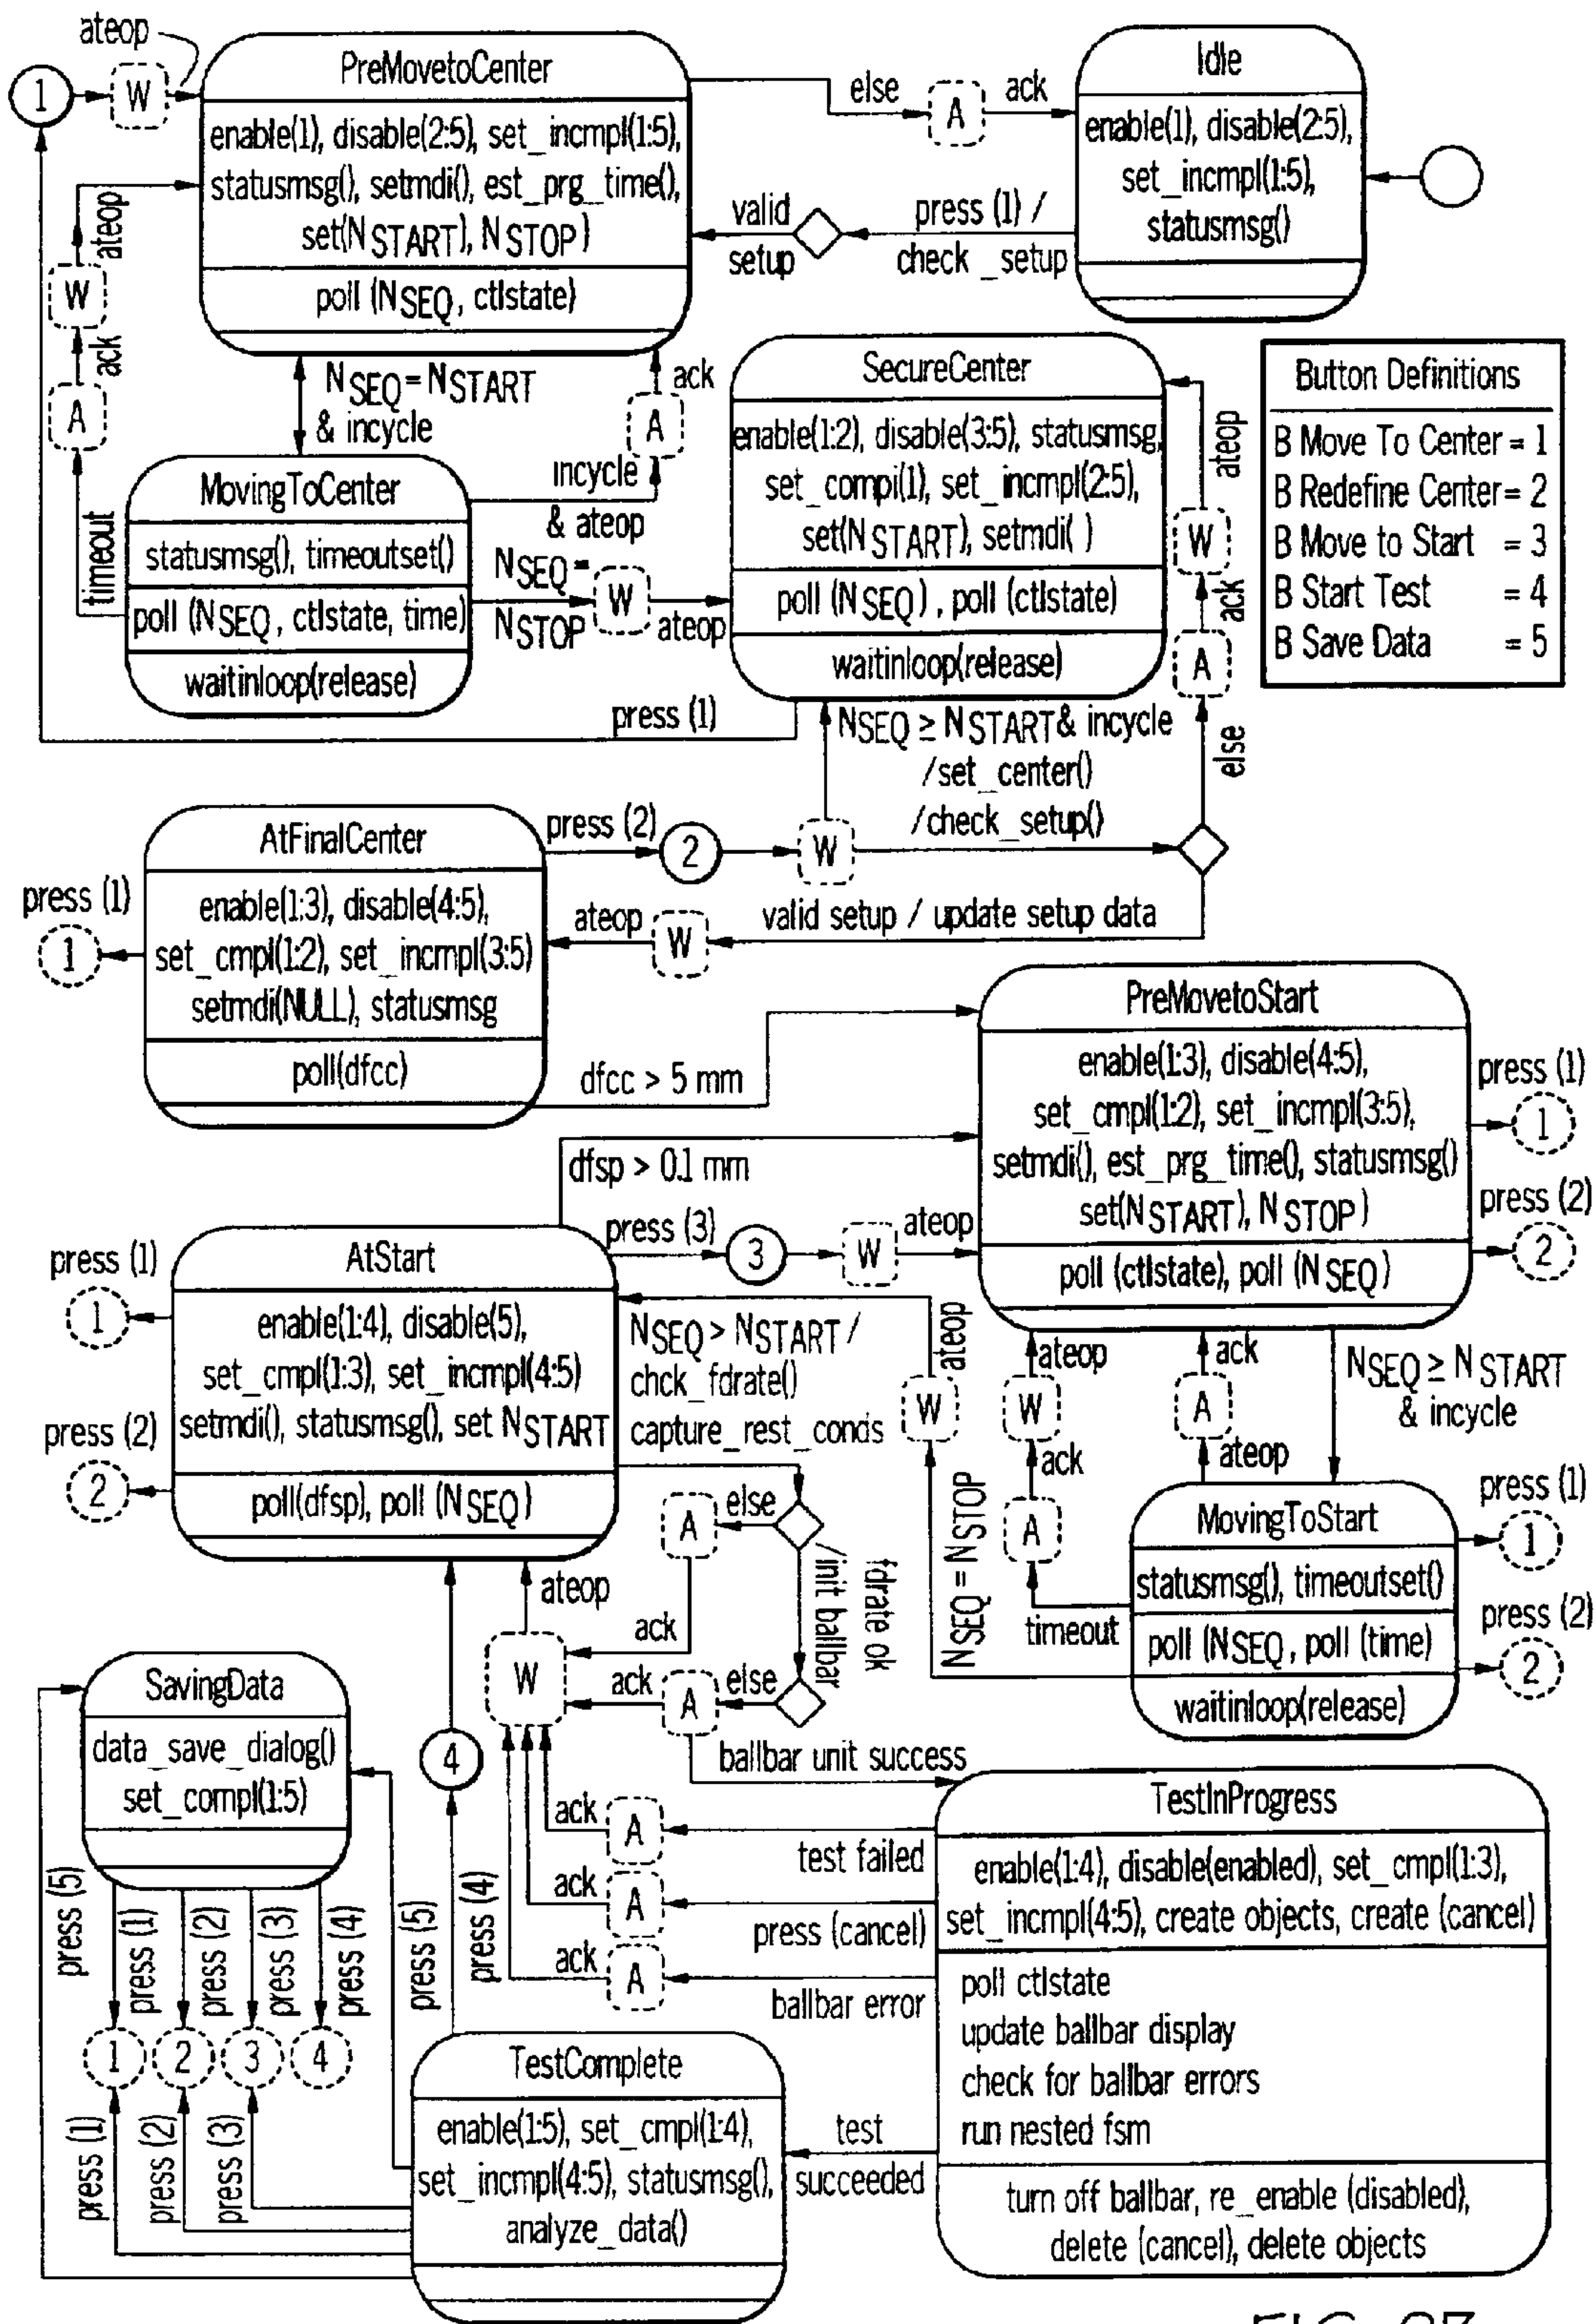 ateop
1
W
PreMovetoCenter
enable(1), disable(2:5), set_incmpl(1:5),
statusmsg(), setmdi(), est_prg_time(),
set(NSTART), NSTOP)
poll (NSEQ, ctlstate)
else
A
ack
Idle
enable(1), disable(2:5),
set_incmpl(1:5),
statusmsg()
valid
setup
press (1) /
check_setup
ateop
W
ack
A
timeout
NSEQ = NSTART
& incycle
ack
A
incycle
& ateop
MovingToCenter
statusmsg(), timeoutset()
poll (NSEQ, ctlstate, time)
waitinloop(release)
NSEQ =
NSTOP
W
ateop
SecureCenter
enable(1:2), disable(3:5), statusmsg,
set_compi(1), set_incmpl(2:5),
set(NSTART), setmdi( )
poll (NSEQ) , poll (ctlstate)
waitinloop(release)
ateop
W
ack
A
else
Button Definitions
B Move To Center = 1
B Redefine Center= 2
B Move to Start = 3
B Start Test = 4
B Save Data = 5
press (1)
NSEQ ≥ NSTART & incycle
/set_center()
/check_setup()
AtFinalCenter
enable(1:3), disable(4:5),
set_cmpl(1:2), set_incmpl(3:5)
setmdi(NULL), statusmsg
poll(dfcc)
press (1)
1
press (2)
2
W
ateop
W
valid setup / update setup data
dfcc > 5 mm
PreMovetoStart
enable(1:3), disable(4:5),
set_cmpl(1:2), set_incmpl(3:5),
setmdi(), est_prg_time(), statusmsg()
set(NSTART), NSTOP)
poll (ctlstate), poll (NSEQ)
press (1)
1
press (2)
2
dfsp > 0.1 mm
press (3)
3
W
ateop
AtStart
enable(1:4), disable(5),
set_cmpl(1:3), set_incmpl(4:5)
setmdi(), statusmsg(), set NSTART
poll(dfsp), poll (NSEQ)
press (1)
1
press (2)
2
NSEQ > NSTART /
chck_fdrate()
capture_rest_conds
ateop
W
NSEQ = NSTOP
ateop
W
ack
A
timeout
ack
A
ateop
NSEQ ≥ NSTART
& incycle
MovingToStart
statusmsg(), timeoutset()
poll (NSEQ, poll (time)
waitinloop(release)
press (1)
1
press (2)
2
else
A
fdrate ok
/init ballbar
ack
else
A
ack
ateop
W
ballbar unit success
4
SavingData
data_save_dialog()
set_compl(1:5)
press (5)
press (1)
press (2)
press (3)
press (4)
1
2
3
4
press (1)
press (2)
press (3)
press (5)
press (4)
ack
A
test failed
ack
A
press (cancel)
ack
A
ballbar error
TestInProgress
enable(1:4), disable(enabled), set_cmpl(1:3),
set_incmpl(4:5), create objects, create (cancel)
poll ctlstate
update ballbar display
check for ballbar errors
run nested fsm
turn off ballbar, re_enable (disabled),
delete (cancel), delete objects
test
succeeded
TestComplete
enable(1:5), set_cmpl(1:4),
set_incmpl(4:5), statusmsg(),
analyze_data()